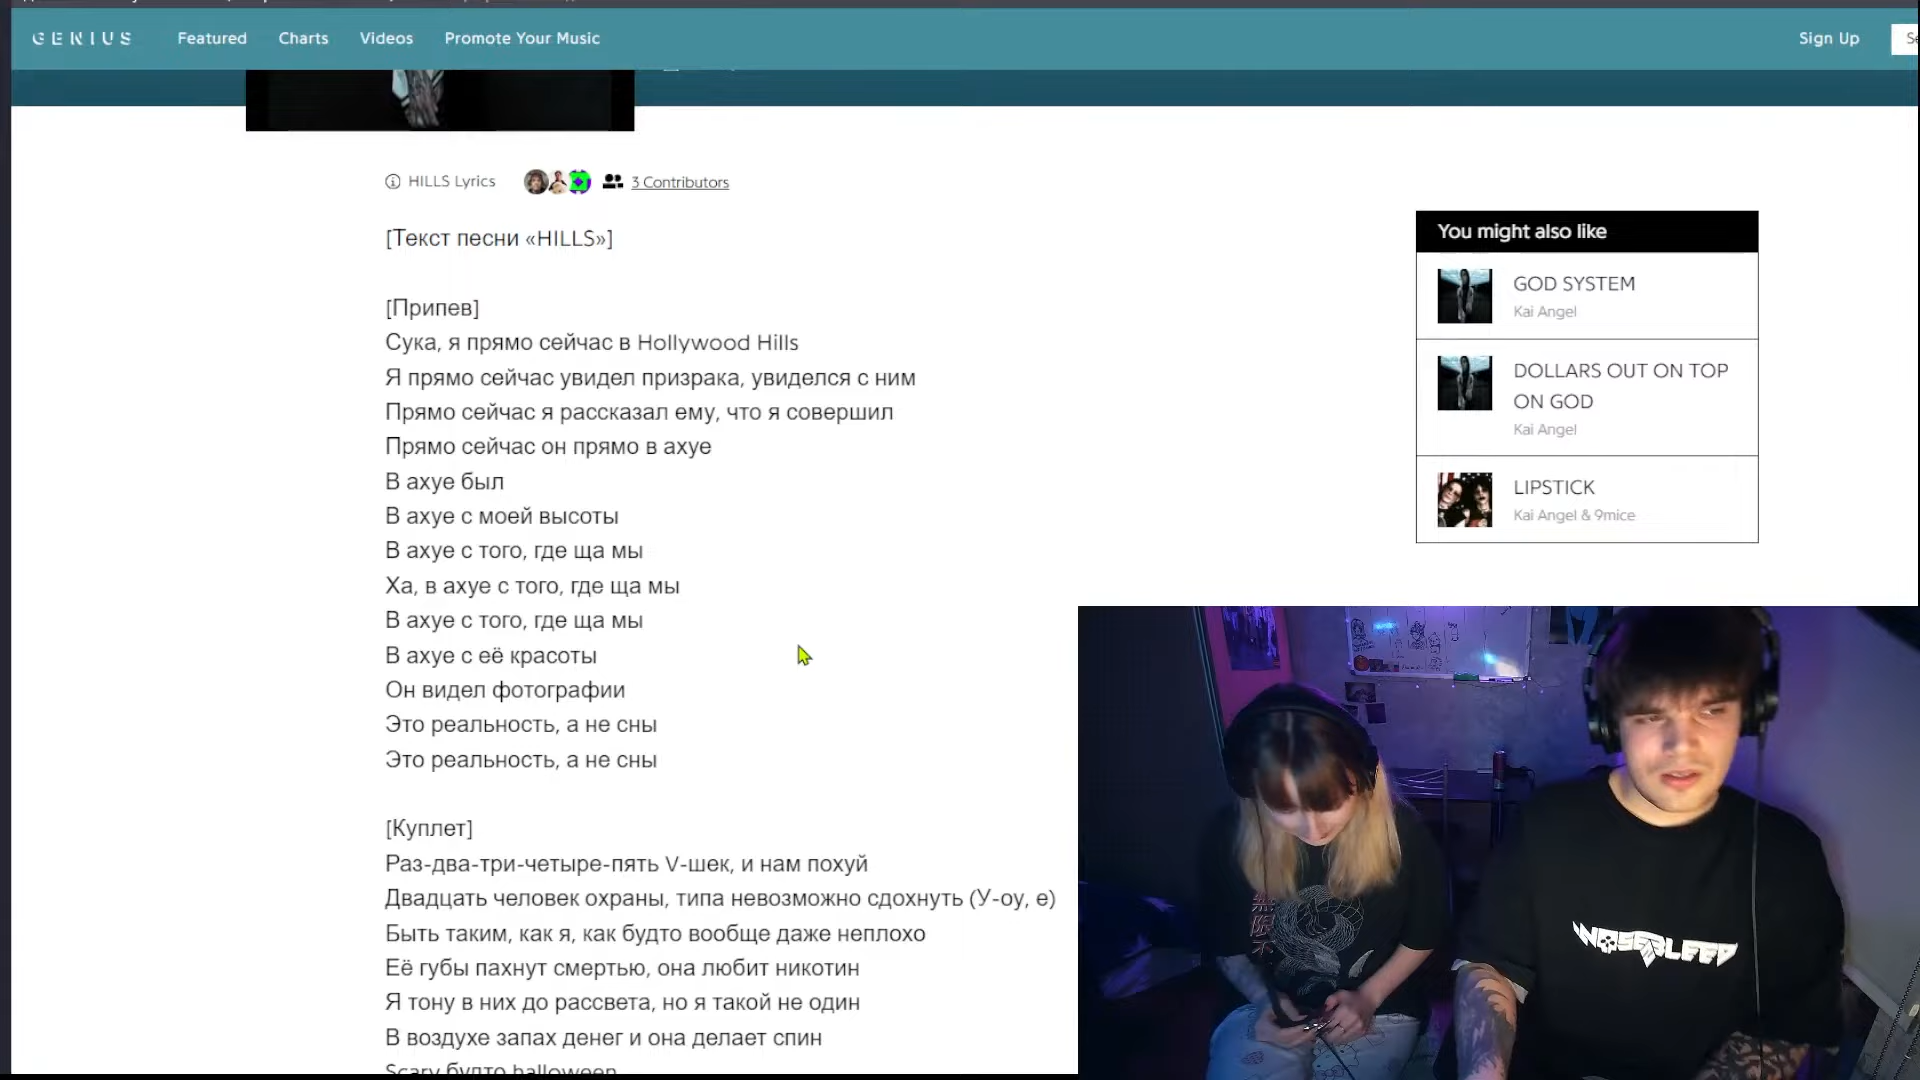 GENIUS
Featured
Charts
Videos
Promote Your Music
Sign Up
HILLS Lyrics
3 Contributors
[Текст песни «HILLS»]
[Припев]
Сука, я прямо сейчас в Hollywood Hills
Я прямо сейчас увидел призрака, увиделся с ним
Прямо сейчас я рассказал ему, что я совершил
Прямо сейчас он прямо в ахуе
В ахуе был
В ахуе с моей высоты
В ахуе с того, где ща мы
Ха, в ахуе с того, где ща мы
В ахуе с того, где ща мы
В ахуе с её красоты
Он видел фотографии
Это реальность, а не сны
Это реальность, а не сны
[Куплет]
Раз-два-три-четыре-пять V-шек, и нам похуй
Двадцать человек охраны, типа невозможно сдохнуть (У-оу, е)
Быть таким, как я, как будто вообще даже неплохо
Её губы пахнут смертью, она любит никотин
Я тону в них до рассвета, но я такой не один
В воздухе запах денег и она делает спин
Scary будто halloween
You might also like
GOD SYSTEM
Kai Angel
DOLLARS OUT ON TOP
ON GOD
Kai Angel
LIPSTICK
Kai Angel & 9mice
無
限
不
NOSEBLEED